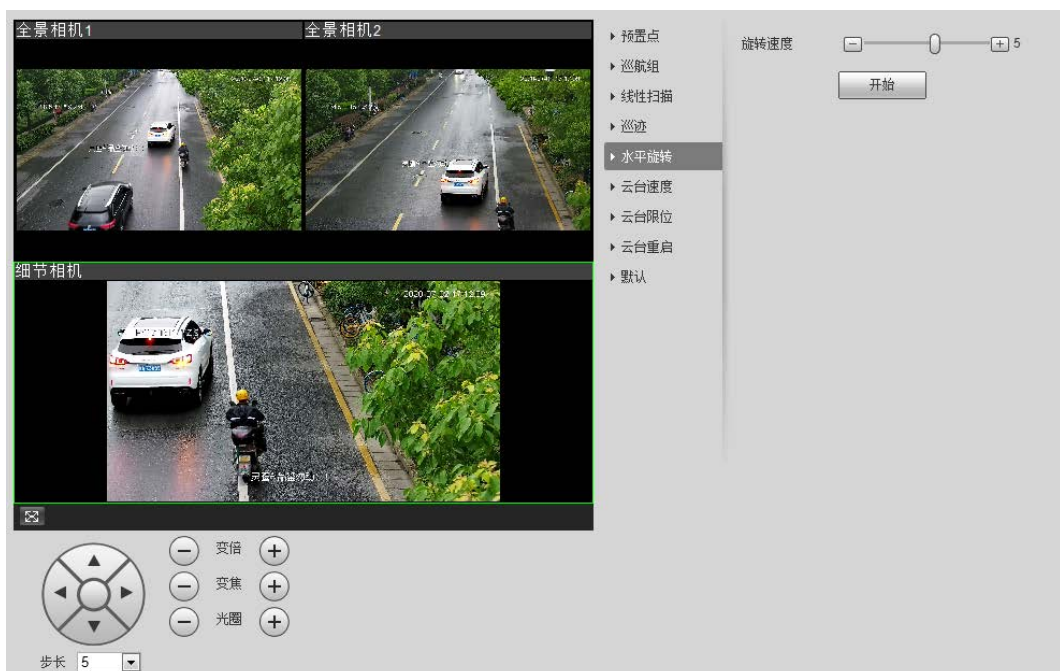 全景相机1
全景相机2
细节相机
变倍
变焦
光圈
步长 5
预置点
巡航组
线性扫描
巡迹
水平旋转
云台速度
云台限位
云台重启
默认
旋转速度 5
开始